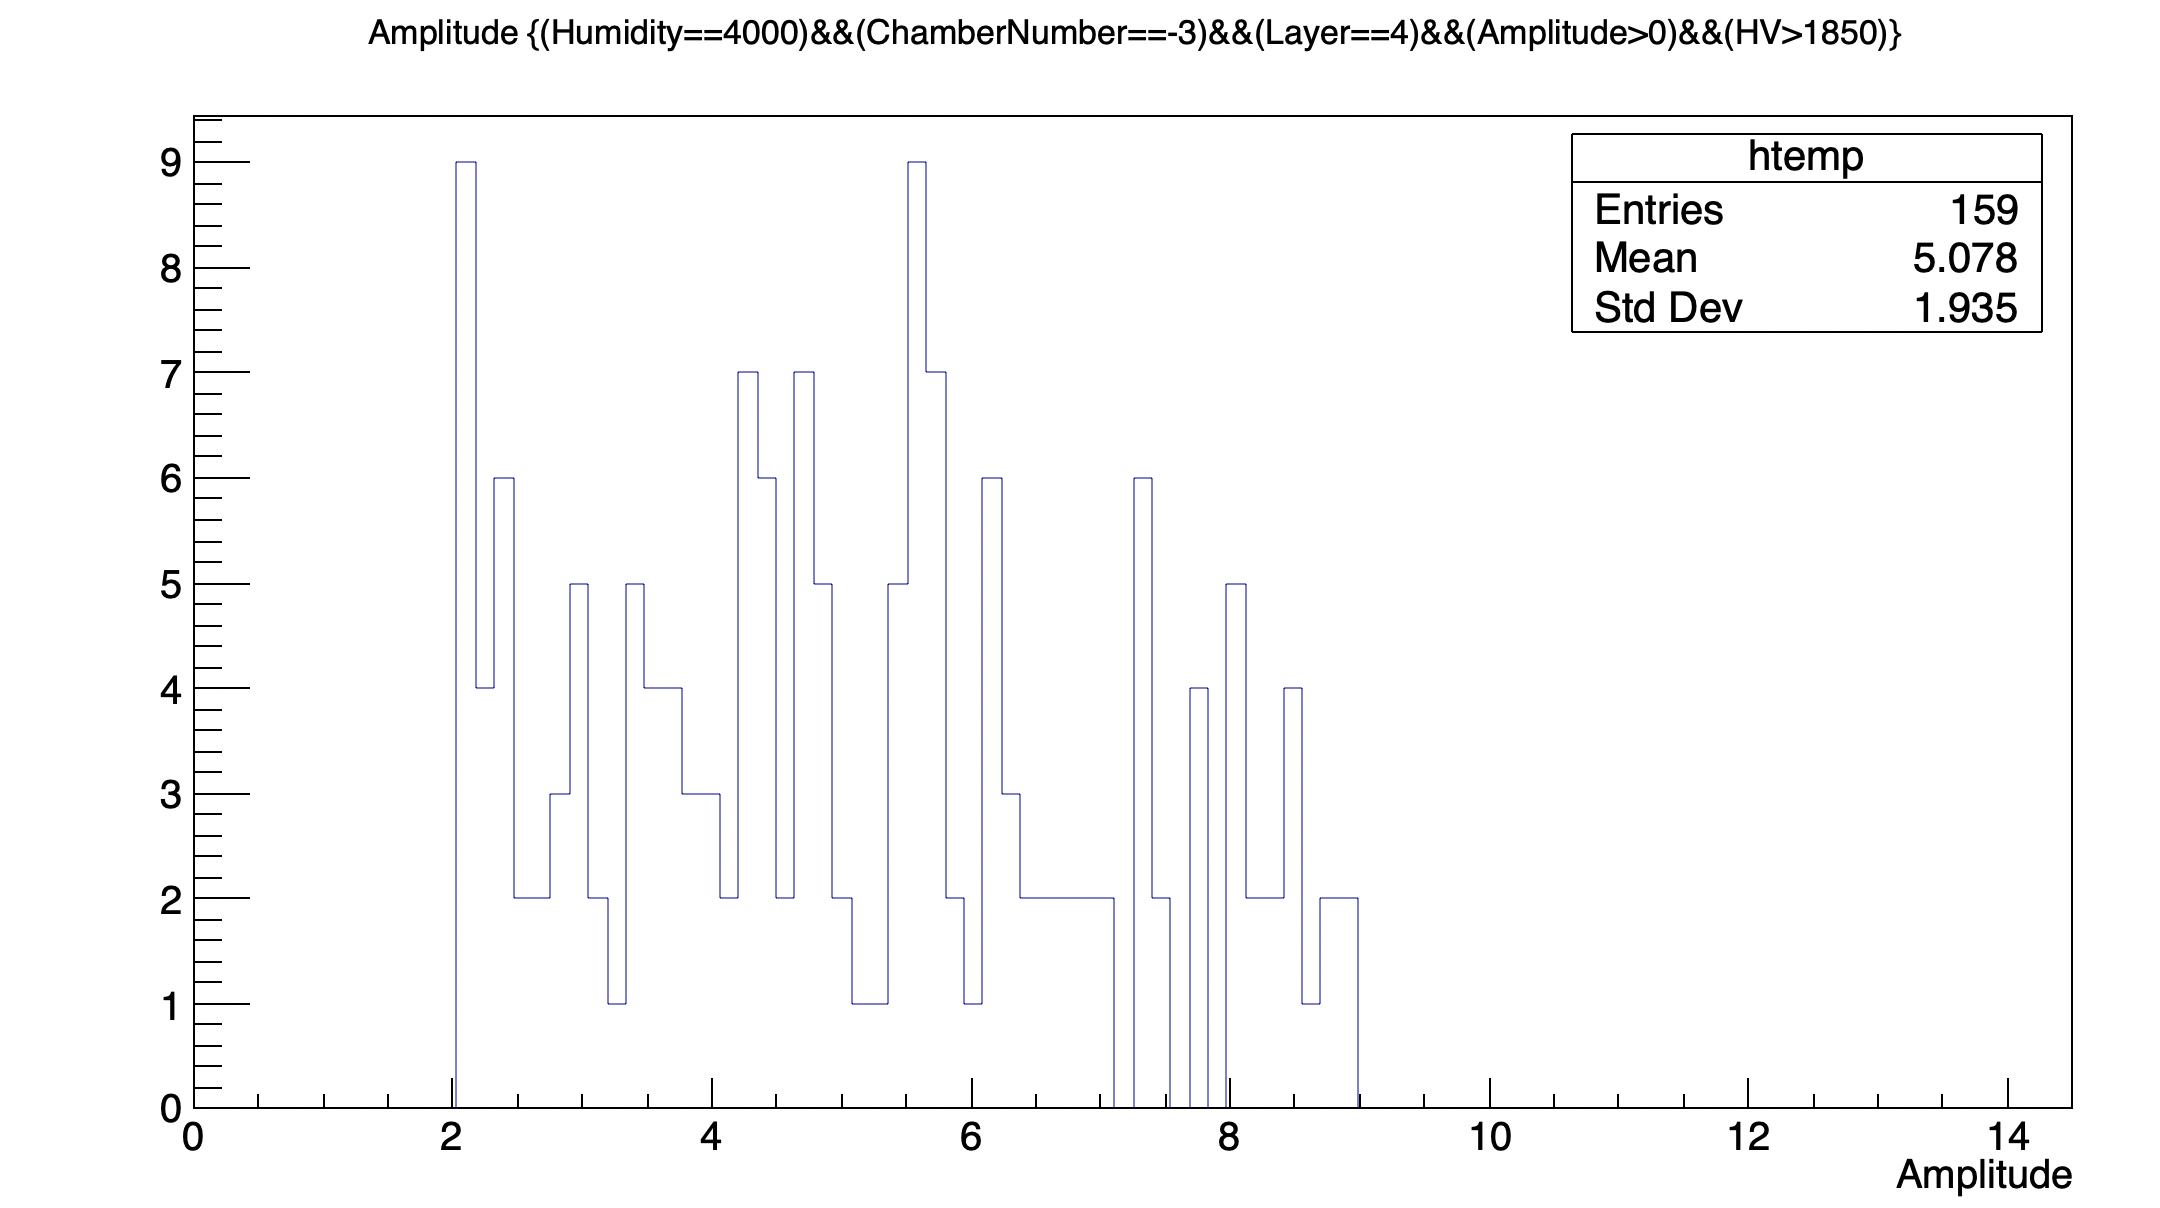 Amplitude {(Humidity==4000)&&(ChamberNumber==-3)&&(Layer==4)&&(Amplitude>0)&&(HV>1850)}
htemp
Entries 159
Mean 5.078
Std Dev 1.935
9
8
7
6
5
4
3
2
1
0
0 2 4 6 8 10 12 14
Amplitude